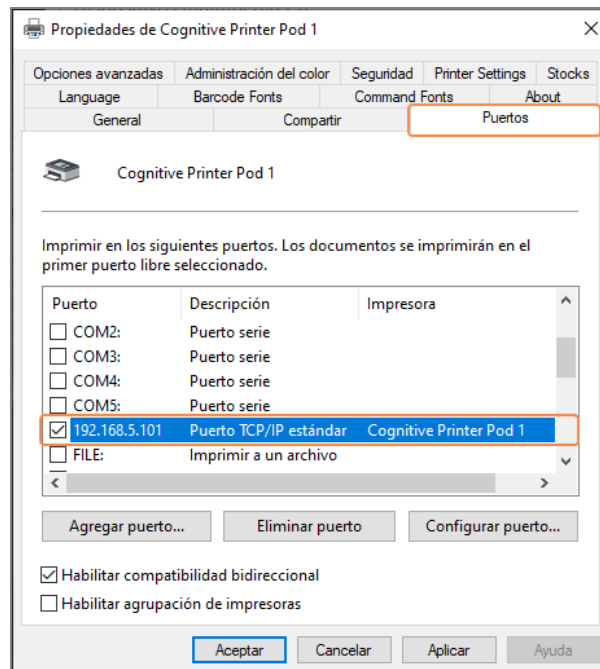 Propiedades de Cognitive Printer Pod 1
Opciones avanzadas Administración del color Seguridad Printer Settings Stocks
Language Barcode Fonts Command Fonts About
General Compartir Puertos
Cognitive Printer Pod 1
Imprimir en los siguientes puertos. Los documentos se imprimirán en el
primer puerto libre seleccionado.
Puerto Descripción Impresora
COM2: Puerto serie
COM3: Puerto serie
COM4: Puerto serie
COM5: Puerto serie
192.168.5.101 Puerto TCP/IP estándar Cognitive Printer Pod 1
FILE: Imprimir a un archivo
Agregar puerto... Eliminar puerto Configurar puerto...
Habilitar compatibilidad bidireccional
Habilitar agrupación de impresoras
Aceptar Cancelar Aplicar Ayuda